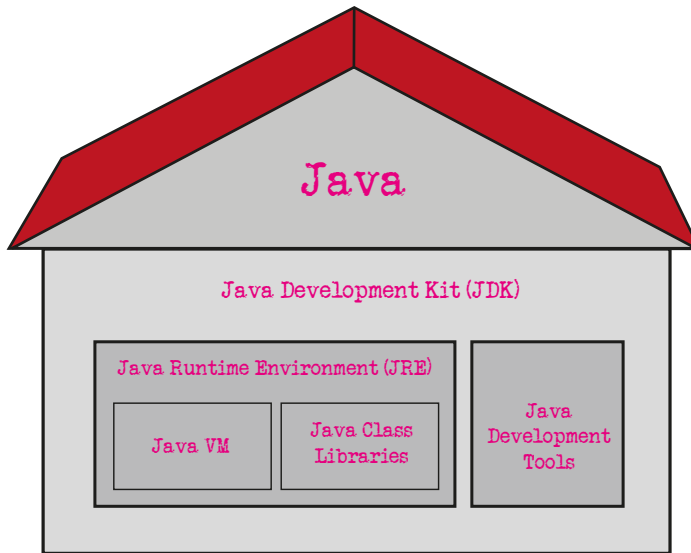 Java
Java Development Kit (JDK)
Java Runtime Environment (JRE)
Java VM
Java Class
Libraries
Java
Development
Tools